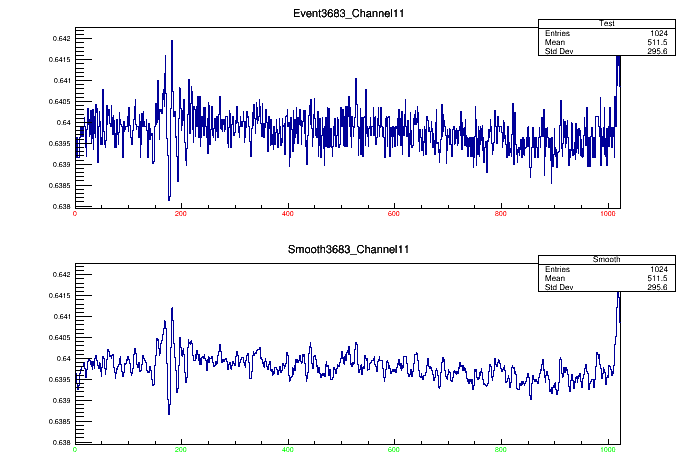 Event3683_Channel11
Test
Entries 1024
Mean 511.5
Std Dev 295.6
0.642
0.6415
0.641
0.6405
0.64
0.6395
0.639
0.6385
0.638
0 200 400 600 800 1000
Smooth3683_Channel11
Smooth
Entries 1024
Mean 511.5
Std Dev 295.6
0.642
0.6415
0.641
0.6405
0.64
0.6395
0.639
0.6385
0.638
0 200 400 600 800 1000